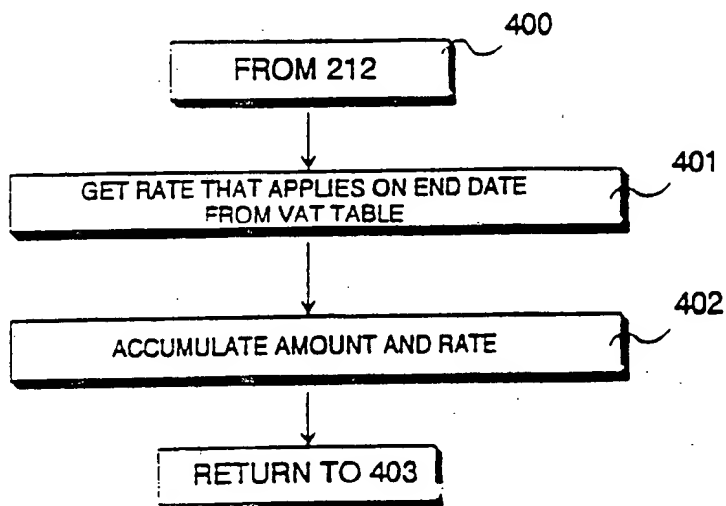 400
FROM 212
401
GET RATE THAT APPLIES ON END DATE
FROM VAT TABLE
402
ACCUMULATE AMOUNT AND RATE
RETURN TO 403